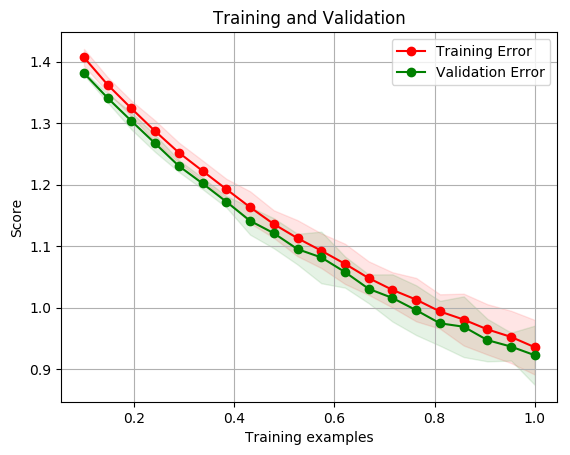 Training and Validation
Training Error
Validation Error
Score
1.4
1.3
1.2
1.1
1.0
0.9
0.2
0.4
0.6
0.8
1.0
Training examples